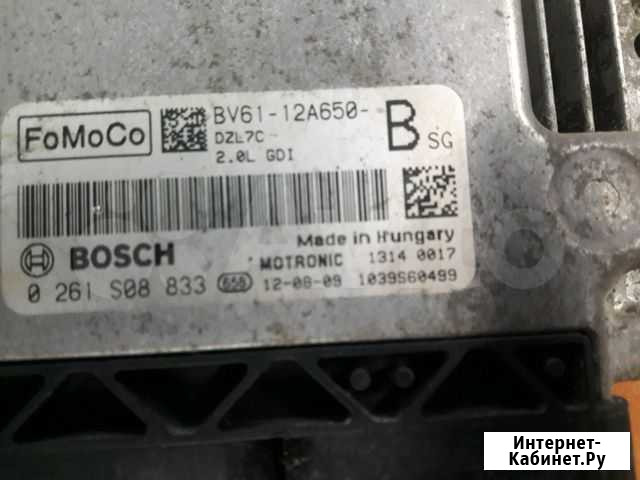 FoMoCo
BV61-12A650- B SG
DZL7C
2.0L GDI
Made in Hungary
BOSCH
MOTRONIC 1314 0017
0 261 S08 833 658 12-08-09 1039S60499
Интернет-
Кабинет.Ру